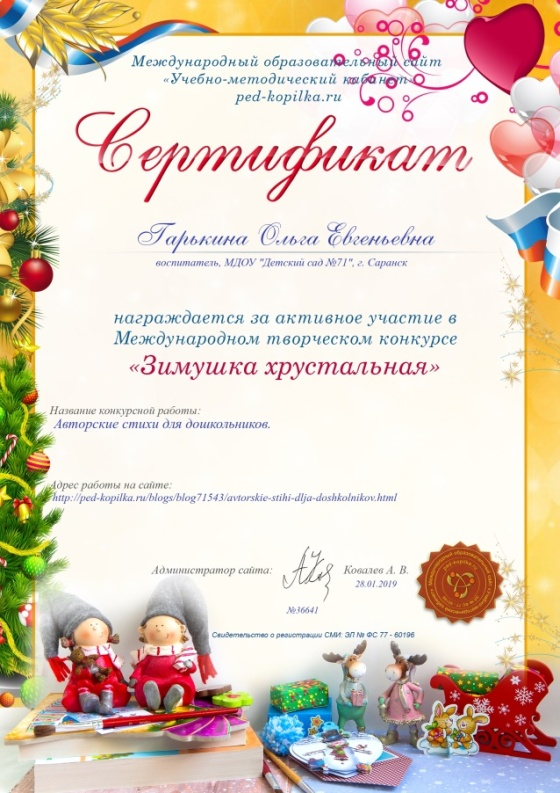 Международный образовательный сайт
«Учебно-методический кабинет»
ped-kopilka.ru
Сертификат
Гарькина Ольга Евгеньевна
воспитатель, МДОУ "Детский сад №71", г. Саранск
награждается за активное участие в
Международном творческом конкурсе
«Зимушка хрустальная»
Название конкурсной работы:
Авторские стихи для дошкольников.
Адрес работы на сайте:
http://ped-kopilka.ru/blogs/blog71543/avtorskie-stihi-dlja-doshkolnikov.html
Администратор сайта: Ковалев А. В.
28.01.2019
№36641
Свидетельство о регистрации СМИ: ЭЛ № ФС 77 - 60196